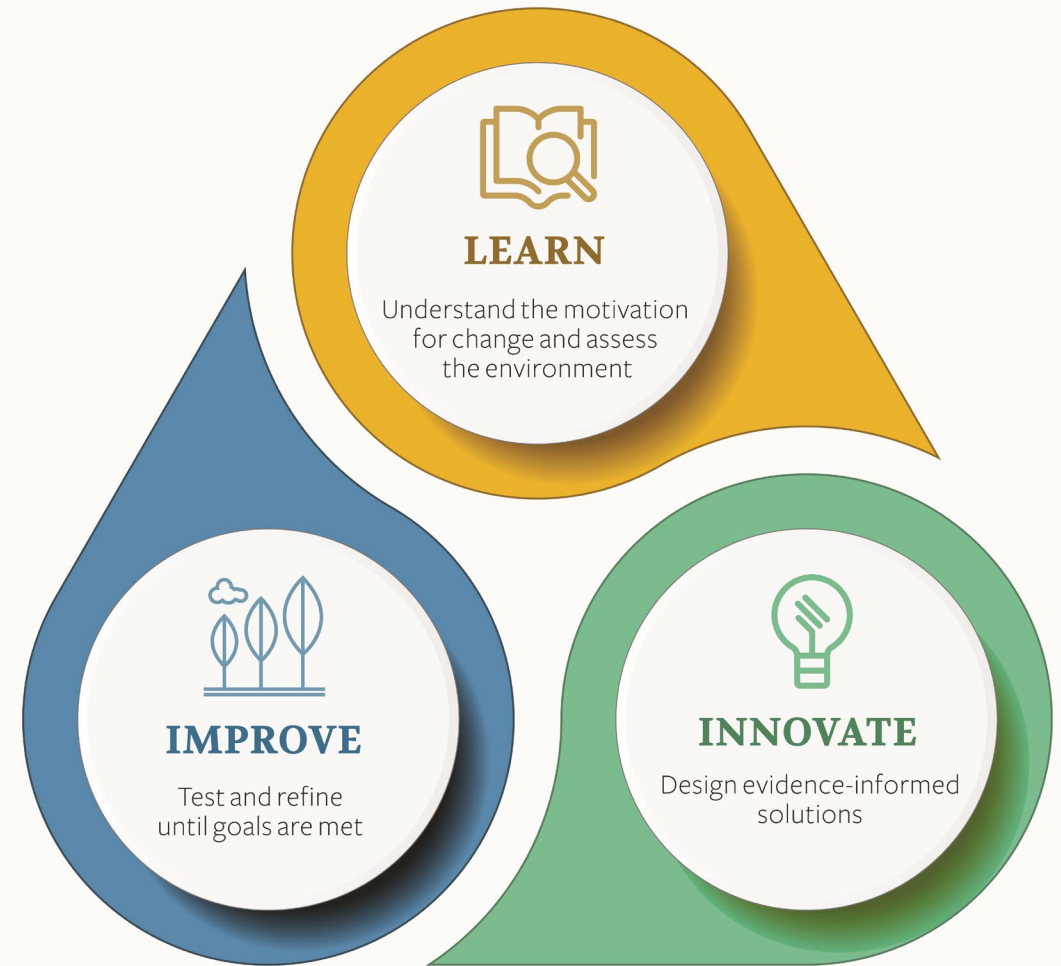 LEARN
Understand the motivation
for change and assess
the environment
INNOVATE
Design evidence-informed
solutions
IMPROVE
Test and refine
until goals are met